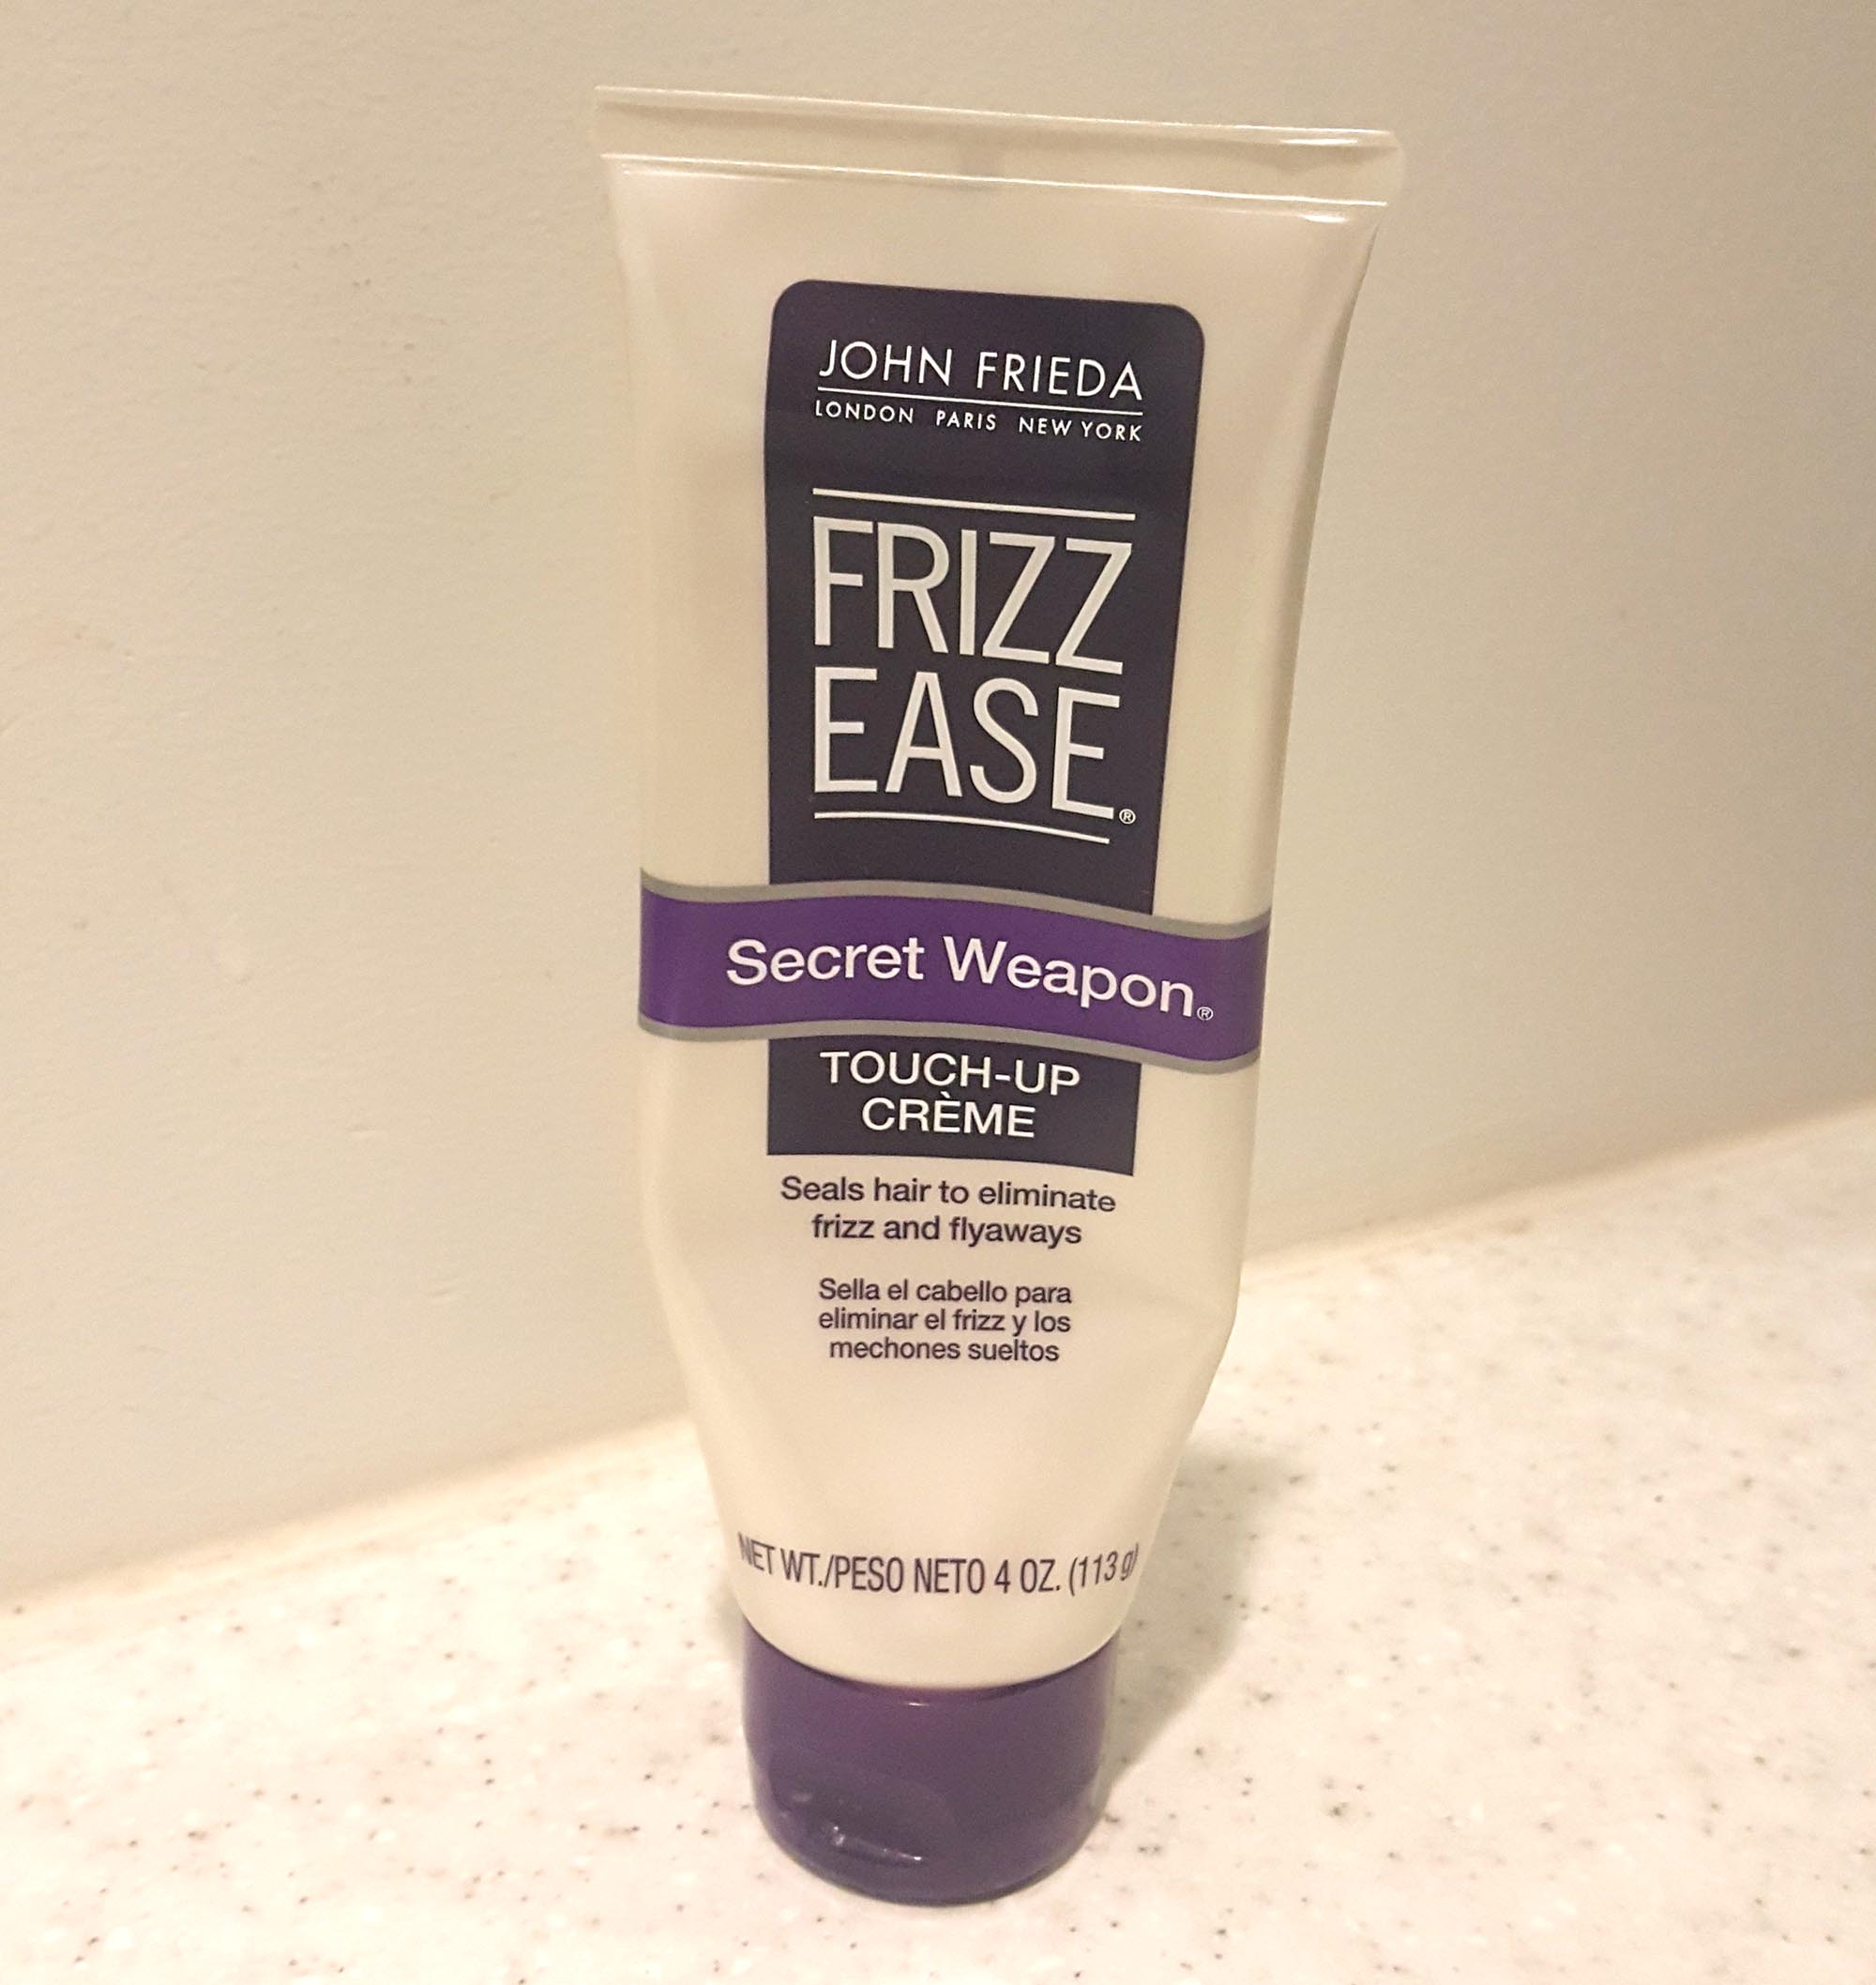 JOHN FRIEDA
LONDON PARIS NEW YORK
FRIZZ
EASE®
Secret Weapon®
TOUCH-UP
CRÈME
Seals hair to eliminate
frizz and flyaways
Sella el cabello para
eliminar el frizz y los
mechones sueltos
NET WT./PESO NETO 4 OZ. (113 g)